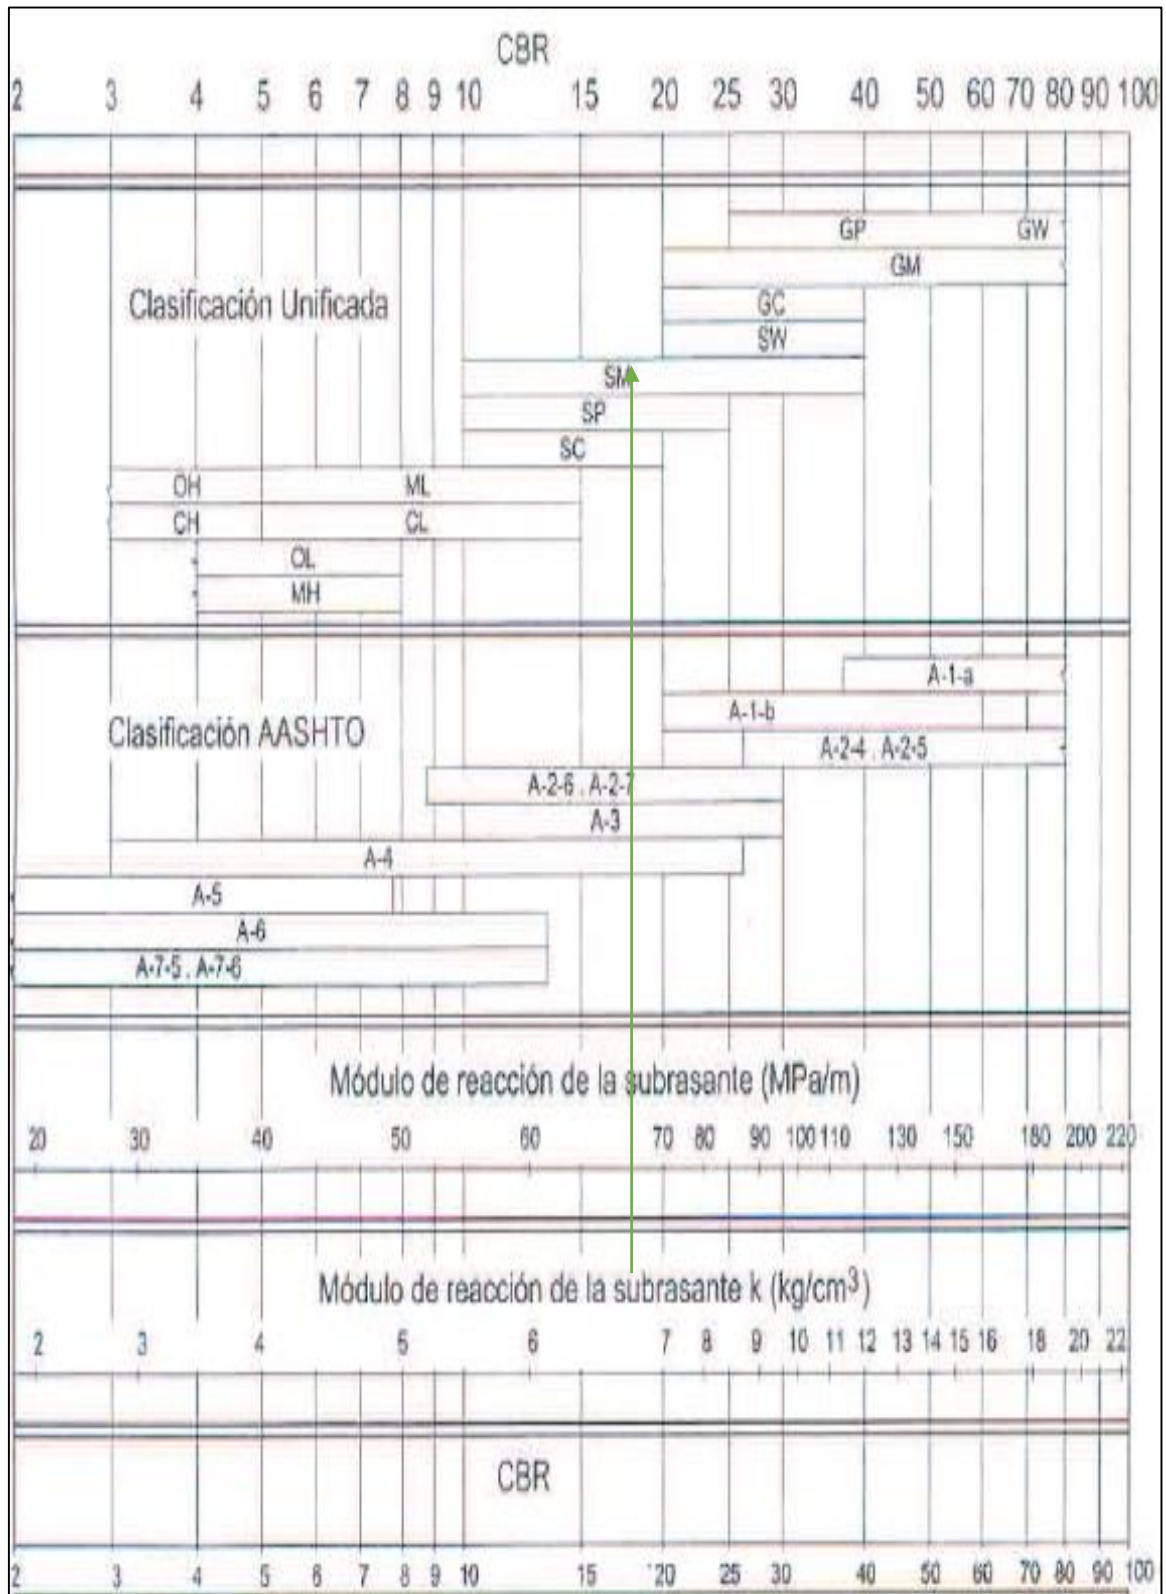 CBR
2 3 4 5 6 7 8 9 10 15 20 25 30 40 50 60 70 80 90 100
GP GW
GM
Clasificación Unificada
GC
SW
SM
SP
SC
OH ML
CH CL
OL
MH
A-1-a
A-1-b
Clasificación AASHTO
A-2-4 . A-2-5
A-2-6 . A-2-7
A-3
A-4
A-5
A-6
A-7-5 . A-7-6
Módulo de reacción de la subrasante (MPa/m)
20 30 40 50 60 70 80 90 100 110 130 150 180 200 220
Módulo de reacción de la subrasante k (kg/cm³)
2 3 4 5 6 7 8 9 10 11 12 13 14 15 16 18 20 22
CBR
2 3 4 5 6 7 8 9 10 15 20 25 30 40 50 60 70 80 90 100